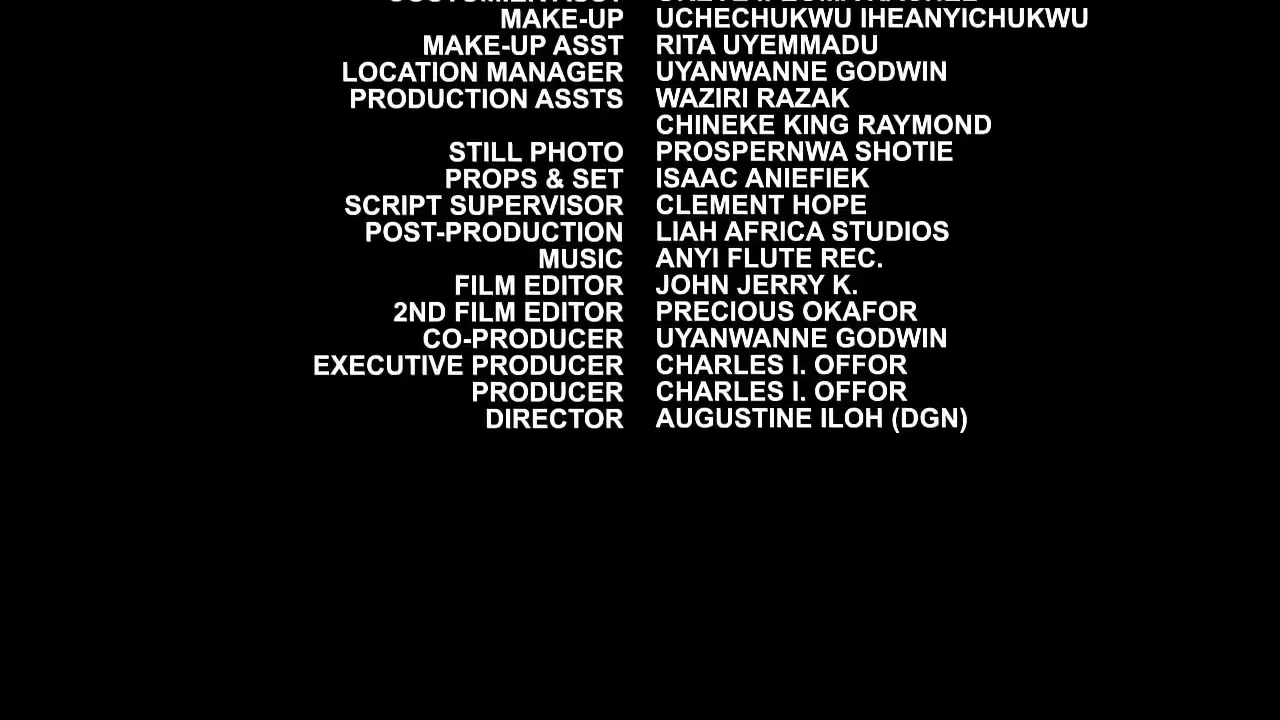 MAKE-UP UCHECHUKWU IHEANYICHUKWU
MAKE-UP ASST RITA UYEMMADU
LOCATION MANAGER UYANWANNE GODWIN
PRODUCTION ASSTS WAZIRI RAZAK
CHINEKE KING RAYMOND
STILL PHOTO PROSPERNWA SHOTIE
PROPS & SET ISAAC ANIEFIEK
SCRIPT SUPERVISOR CLEMENT HOPE
POST-PRODUCTION LIAH AFRICA STUDIOS
MUSIC ANYI FLUTE REC.
FILM EDITOR JOHN JERRY K.
2ND FILM EDITOR PRECIOUS OKAFOR
CO-PRODUCER UYANWANNE GODWIN
EXECUTIVE PRODUCER CHARLES I. OFFOR
PRODUCER CHARLES I. OFFOR
DIRECTOR AUGUSTINE ILOH (DGN)